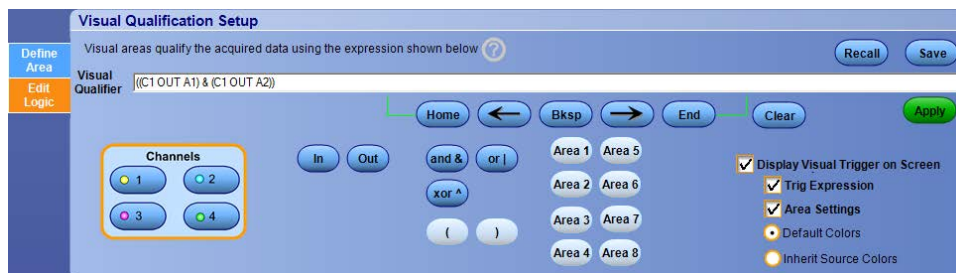 Visual Qualification Setup
Define Area
Visual areas qualify the acquired data using the expression shown below ?
Recall Save
Edit Logic
Visual Qualifier ((C1 OUT A1) & (C1 OUT A2))
Home ← Bksp → End Clear Apply
Channels
1 2
3 4
In Out
and & or |
xor ^
( )
Area 1 Area 5
Area 2 Area 6
Area 3 Area 7
Area 4 Area 8
Display Visual Trigger on Screen
Trig Expression
Area Settings
Default Colors
Inherit Source Colors